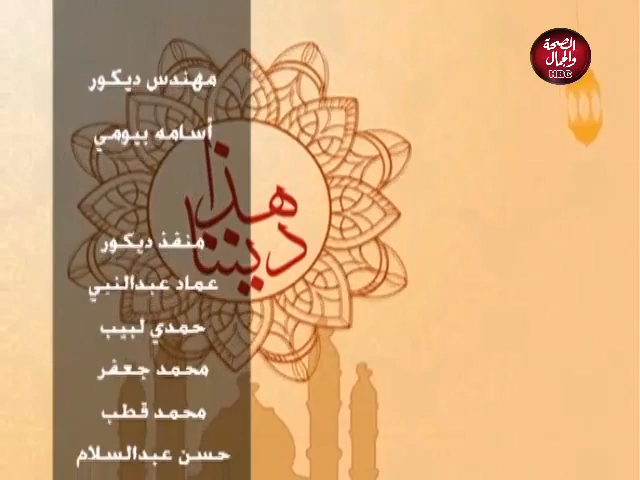 الصحة
والجمال
HBC
مهندس ديكور
أسامه بيومي
هذا
ديننا
منفذ ديكور
عماد عبدالنبي
حمدي لبيب
محمد جعفر
محمد قطب
حسن عبدالسلام